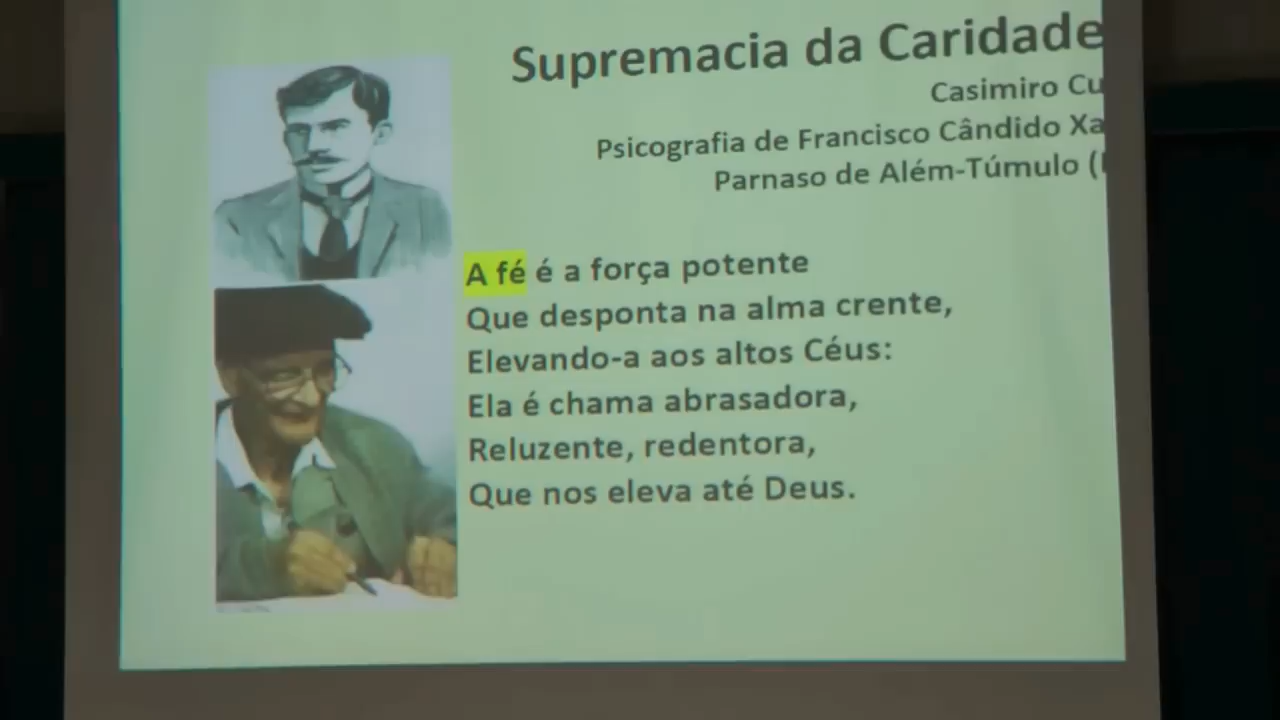 Supremacia da Caridade
Casimiro Cu
Psicografia de Francisco Cândido Xa
Parnaso de Além-Túmulo (
A fé é a força potente
Que desponta na alma crente,
Elevando-a aos altos Céus:
Ela é chama abrasadora,
Reluzente, redentora,
Que nos eleva até Deus.